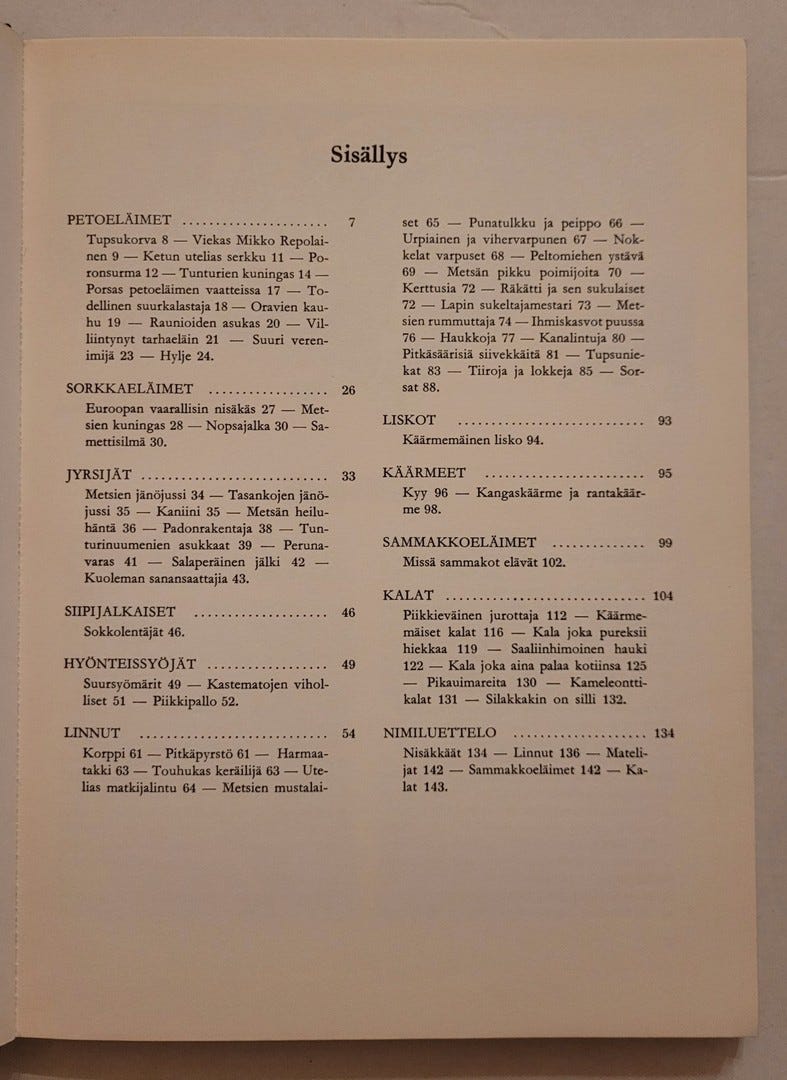 Sisällys
PETOELÄIMET ...................... 7
Tupsukorva 8 — Viekas Mikko Repolai-
nen 9 — Ketun utelias serkku 11 — Po-
ronsurma 12 — Tunturien kuningas 14 —
Porsas petoeläimen vaatteissa 17 — To-
dellinen suurkalastaja 18 — Oravien kau-
hu 19 — Raunioiden asukas 20 — Vil-
liintynyt tarhaeläin 21 — Suuri veren-
imijä 23 — Hylje 24.
SORKKAELÄIMET .................. 26
Euroopan vaarallisin nisäkäs 27 — Met-
sien kuningas 28 — Nopsajalka 30 — Sa-
mettisilmä 30.
JYRSIJÄT ............................ 33
Metsien jänöjussi 34 — Tasankojen jänö-
jussi 35 — Kaniini 35 — Metsän heilu-
häntä 36 — Padonrakentaja 38 — Tun-
turinuumenien asukkaat 39 — Peruna-
varas 41 — Salaperäinen jälki 42 —
Kuoleman sanansaattajia 43.
SIIPIJALKAISET .................... 46
Sokkolentäjät 46.
HYÖNTEISSYÖJÄT .................. 49
Suursyömärit 49 — Kastematojen vihol-
liset 51 — Piikkipallo 52.
LINNUT ............................ 54
Korppi 61 — Pitkäpyrstö 61 — Harmaa-
takki 63 — Touhukas keräilijä 63 — Ute-
lias matkijalintu 64 — Metsien mustalai-
set 65 — Punatulkku ja peippo 66 —
Urpiainen ja vihervarpunen 67 — Nok-
kelat varpuset 68 — Peltomiehen ystävä
69 — Metsän pikku poimijoita 70 —
Kerttusia 72 — Räkätti ja sen sukulaiset
72 — Lapin sukeltajamestari 73 — Met-
sien rummuttaja 74 — Ihmiskasvot puussa
76 — Haukkoja 77 — Kanalintuja 80 —
Pitkäsäärisiä siivekkäitä 81 — Tupsunie-
kat 83 — Tiiroja ja lokkeja 85 — Sor-
sat 88.
LISKOT ............................ 93
Käärmemäinen lisko 94.
KÄÄRMEET ........................ 95
Kyy 96 — Kangaskäärme ja rantakäär-
me 98.
SAMMAKKOELÄIMET .............. 99
Missä sammakot elävät 102.
KALAT .............................. 104
Piikkieväinen jurottaja 112 — Käärme-
mäiset kalat 116 — Kala joka pureksii
hiekkaa 119 — Saaliinhimoinen hauki
122 — Kala joka aina palaa kotiinsa 125
— Pikauimareita 130 — Kameleontti-
kalat 131 — Silakkakin on silli 132.
NIMILUETTELO .................... 134
Nisäkkäät 134 — Linnut 136 — Mateli-
jat 142 — Sammakkoeläimet 142 — Ka-
lat 143.